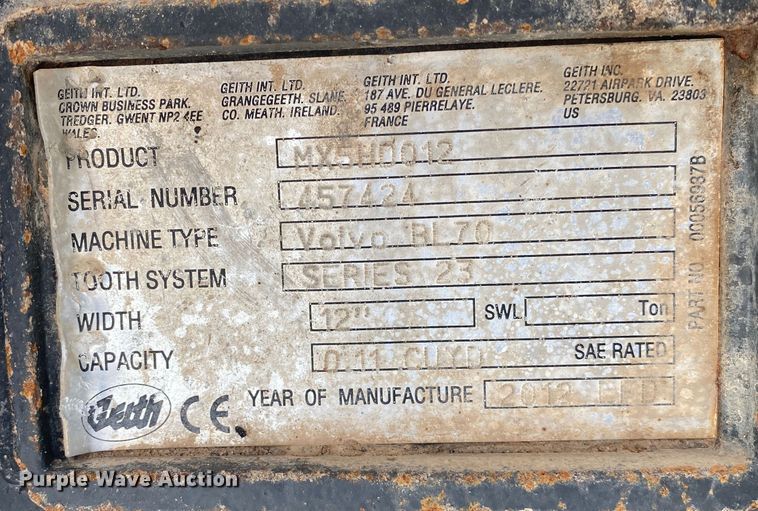 GEITH INT. LTD.
CROWN BUSINESS PARK.
TREDGER. GWENT NP2 4EE
WALES.
GEITH INT. LTD.
GRANGEGEETH. SLANE.
CO. MEATH. IRELAND.
GEITH INT. LTD.
187 AVE. DU GENERAL LECLERE.
95 489 PIERRELAYE.
FRANCE
GEITH INC.
22721 AIRPARK DRIVE.
PETERSBURG. VA. 23803
US
PRODUCT MX5HD012
SERIAL NUMBER 457424
MACHINE TYPE Volvo BL70
TOOTH SYSTEM SERIES 23
WIDTH 12" SWL Ton
CAPACITY 0.11 CUYD SAE RATED
Geith CE YEAR OF MANUFACTURE 2012
PART NO. 00056987B
Purple Wave Auction